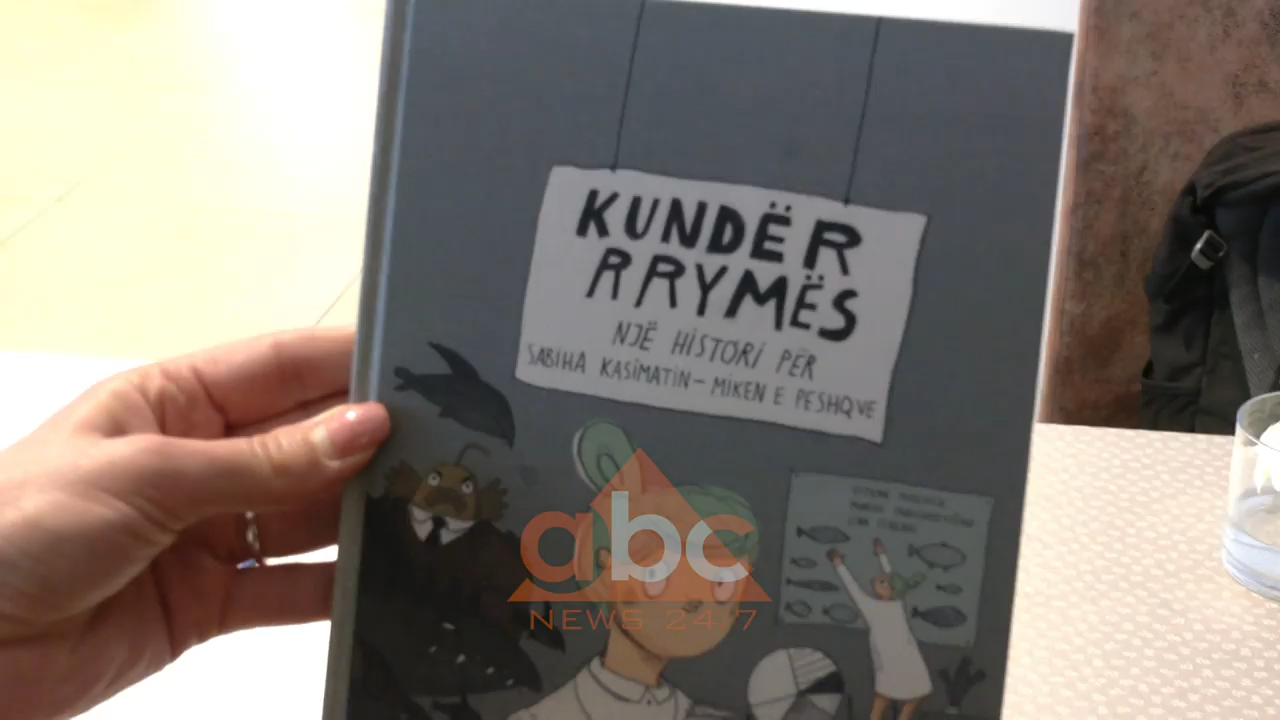 KUNDËR
RRYMËS
NJË HISTORI PËR
SABIHA KASIMATIN - MIKEN E PESHQVE
abc
NEWS 24/7